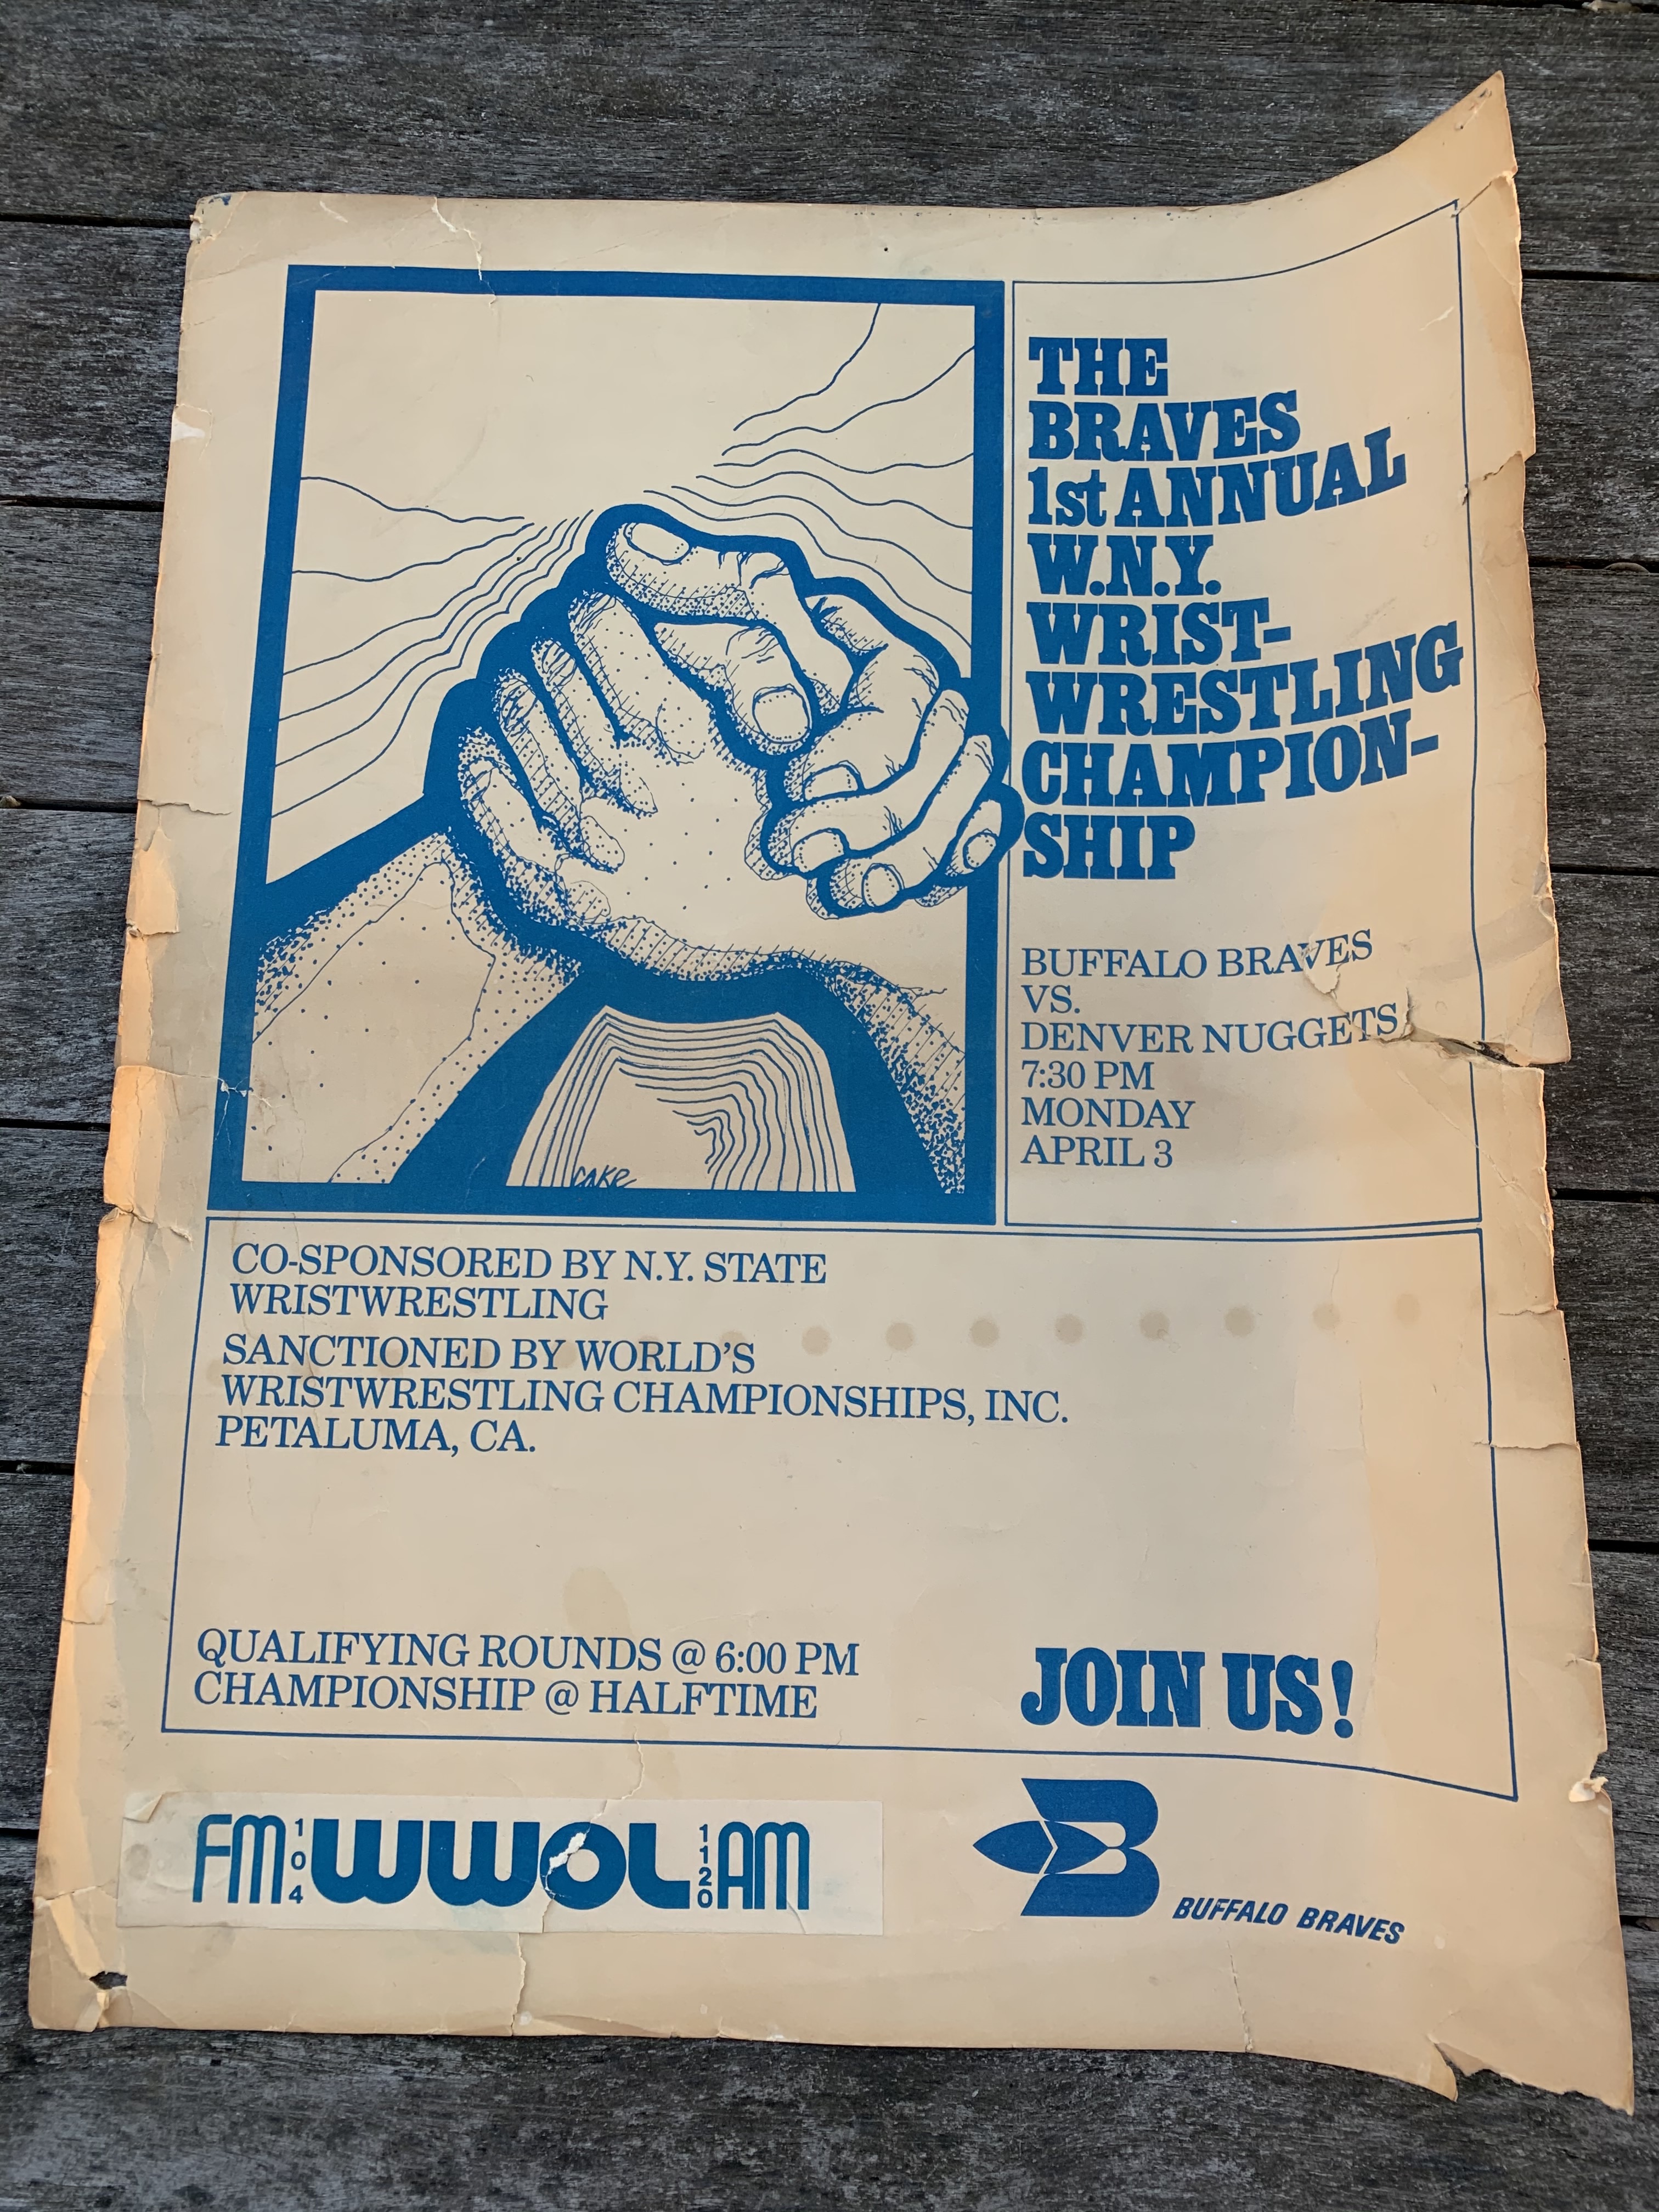 THE
BRAVES
1st ANNUAL
W.N.Y.
WRIST-
WRESTLING
CHAMPION-
SHIP
BUFFALO BRAVES
VS.
DENVER NUGGETS
7:30 PM
MONDAY
APRIL 3
CAKE
CO-SPONSORED BY N.Y. STATE
WRISTWRESTLING
SANCTIONED BY WORLD'S
WRISTWRESTLING CHAMPIONSHIPS, INC.
PETALUMA, CA.
QUALIFYING ROUNDS @ 6:00 PM
CHAMPIONSHIP @ HALFTIME
JOIN US!
FM 104 WWOL 1120 AM
B
BUFFALO BRAVES